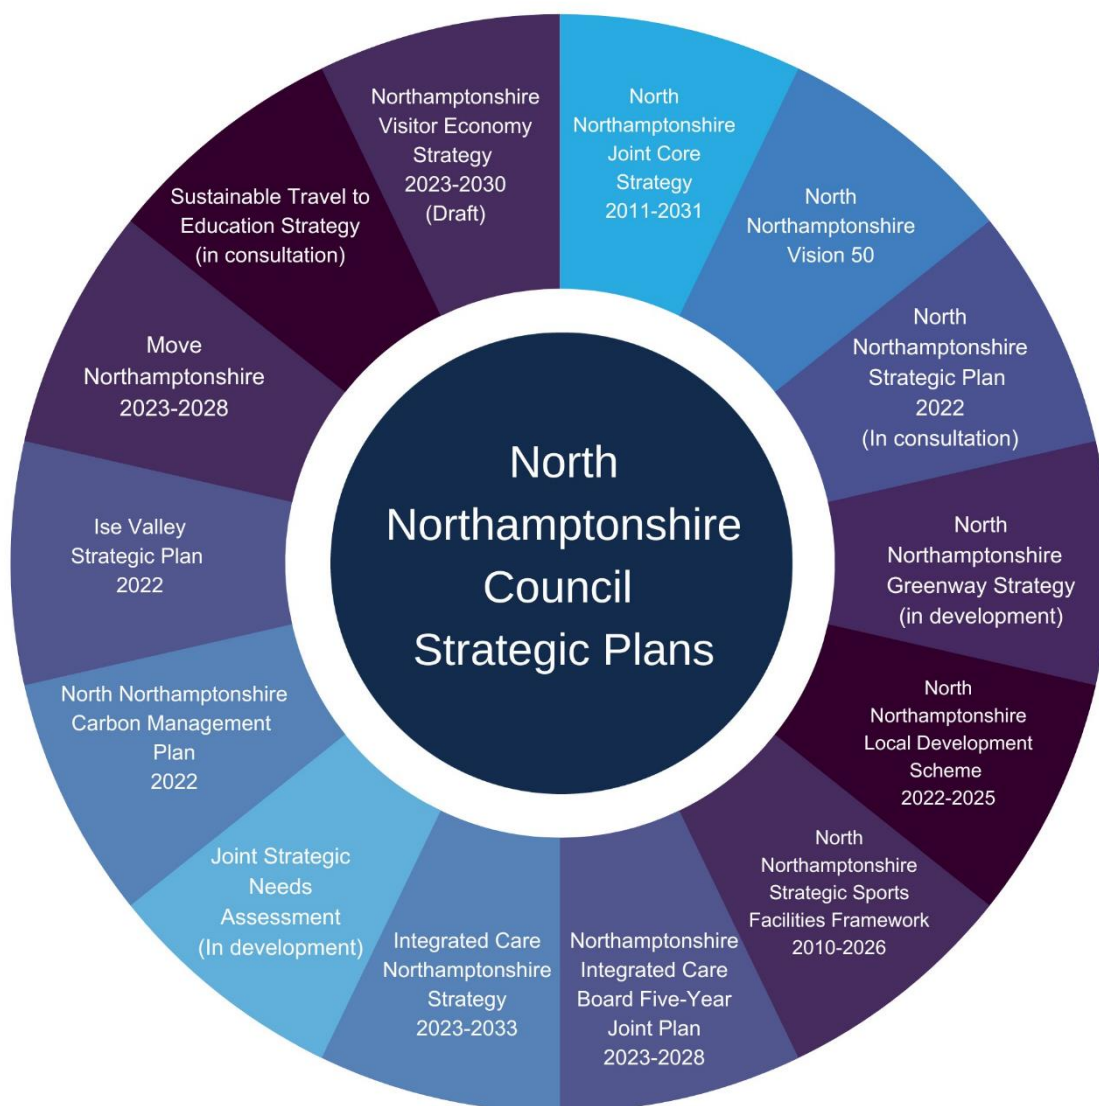 North
Northamptonshire
Council
Strategic Plans
North
Northamptonshire
Joint Core
Strategy
2011-2031
North
Northamptonshire
Vision 50
North
Northamptonshire
Strategic Plan
2022
(In consultation)
North
Northamptonshire
Greenway Strategy
(in development)
North
Northamptonshire
Local Development
Scheme
2022-2025
North
Northamptonshire
Strategic Sports
Facilities Framework
2010-2026
Northamptonshire
Integrated Care
Board Five-Year
Joint Plan
2023-2028
Integrated Care
Northamptonshire
Strategy
2023-2033
Joint Strategic
Needs
Assessment
(In development)
North Northamptonshire
Carbon Management
Plan
2022
Ise Valley
Strategic Plan
2022
Move
Northamptonshire
2023-2028
Sustainable Travel to
Education Strategy
(in consultation)
Northamptonshire
Visitor Economy
Strategy
2023-2030
(Draft)